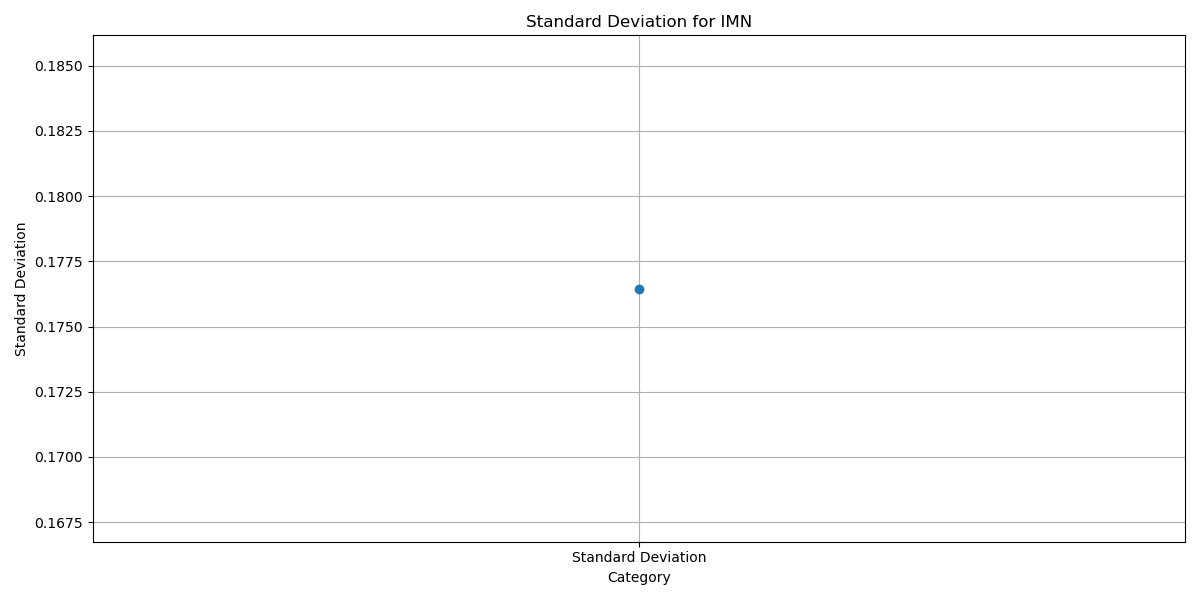 Standard Deviation for IMN
0.1850
0.1825
0.1800
0.1775
0.1750
0.1725
0.1700
0.1675
Standard Deviation
Standard Deviation
Category